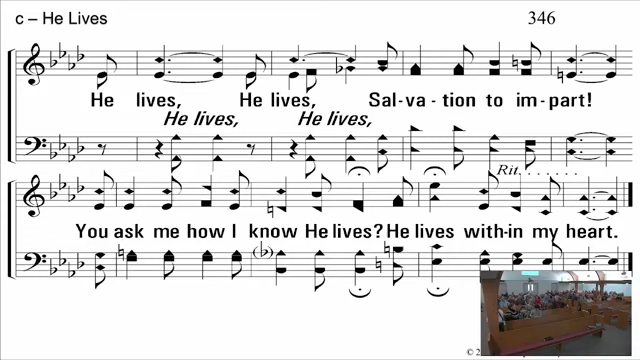 c – He Lives
346
He lives, He lives, Sal-va-tion to im-part!
He lives, He lives,
Rit.......
You ask me how I know He lives? He lives with-in my heart.
© 2